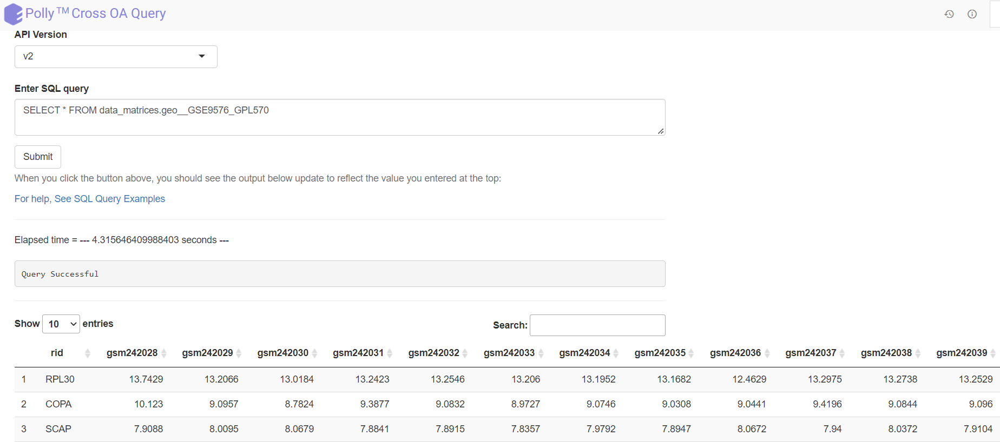 Polly™ Cross OA Query
API Version
v2
Enter SQL query
SELECT * FROM data_matrices.geo__GSE9576_GPL570
Submit
When you click the button above, you should see the output below update to reflect the value you entered at the top:
For help, See SQL Query Examples
Elapsed time = --- 4.315646409988403 seconds ---
Query Successful
Show 10 entries Search:
rid gsm242028 gsm242029 gsm242030 gsm242031 gsm242032 gsm242033 gsm242034 gsm242035 gsm242036 gsm242037 gsm242038 gsm242039
1 RPL30 13.7429 13.2066 13.0184 13.2423 13.2546 13.206 13.1952 13.1682 12.4629 13.2975 13.2738 13.2529
2 COPA 10.123 9.0957 8.7824 9.3877 9.0832 8.9727 9.0746 9.0308 9.0441 9.4196 9.0844 9.096
3 SCAP 7.9088 8.0095 8.0679 7.8841 7.8915 7.8357 7.9792 7.8947 8.0672 7.94 8.0372 7.9104